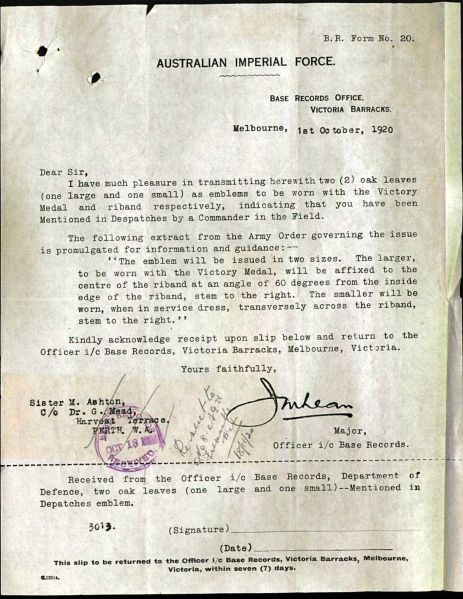 B.R. Form No. 20.
AUSTRALIAN IMPERIAL FORCE.
BASE RECORDS OFFICE,
VICTORIA BARRACKS.
Melbourne, 1st October, 1920
Dear Sir,
I have much pleasure in transmitting herewith two (2) oak leaves
(one large and one small) as emblems to be worn with the Victory
Medal and riband respectively, indicating that you have been
Mentioned in Despatches by a Commander in the Field.
The following extract from the Army Order governing the issue
is promulgated for information and guidance:--
''The emblem will be issued in two sizes. The larger,
to be worn with the Victory Medal, will be affixed to the
centre of the riband at an angle of 60 degrees from the inside
edge of the riband, stem to the right. The smaller will be
worn, when in service dress, transversely across the riband,
stem to the right.''
Kindly acknowledge receipt upon slip below and return to the
Officer i/c Base Records, Victoria Barracks, Melbourne, Victoria.
Yours faithfully,
Sister M. Ashton,
C/o Dr. G. Mead,
Harvest Terrace,
PERTH. W.A.
OCT 18
RECEIVED
JMLean
Major,
Officer i/c Base Records.
Received from the Officer i/c Base Records, Department of
Defence, two oak leaves (one large and one small)--Mentioned in
Depatches emblem.
3013.
(Signature)
(Date)
This slip to be returned to the Officer i/c Base Records, Victoria Barracks, Melbourne,
Victoria, within seven (7) days.